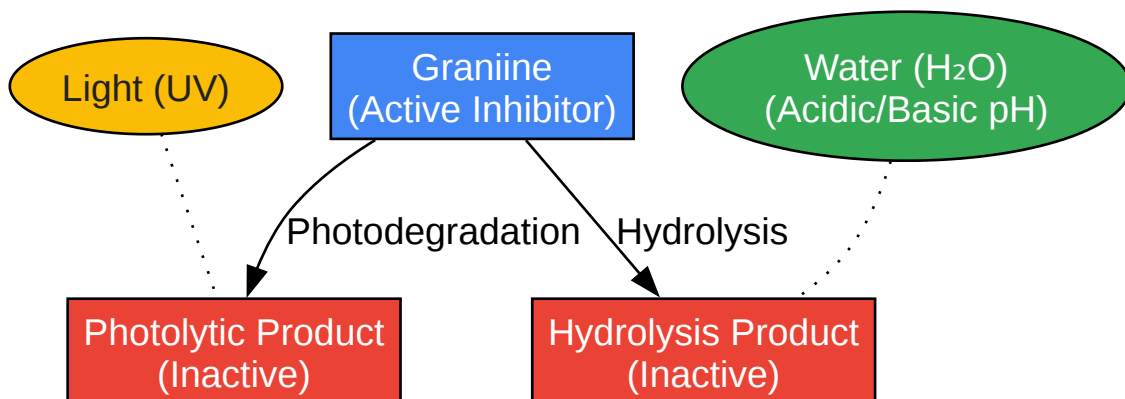 Light (UV)
Graniine
(Active Inhibitor)
Water (H₂O)
(Acidic/Basic pH)
Photodegradation
Hydrolysis
Photolytic Product
(Inactive)
Hydrolysis Product
(Inactive)